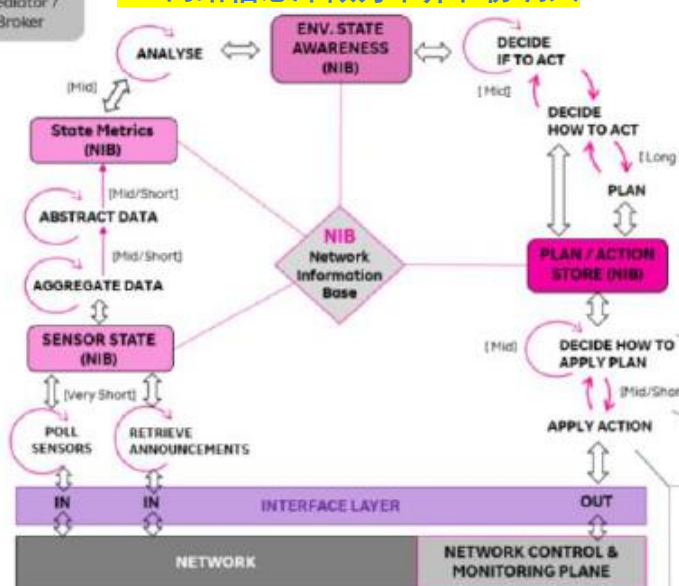 ediator /
Broker
ENV. STATE
AWARENESS
(NIB)
ANALYSE
DECIDE
IF TO ACT
[Mid]
[Mid]
DECIDE
HOW TO ACT
State Metrics
(NIB)
[Long
PLAN
[Mid/Short]
ABSTRACT DATA
NIB
Network
Information
Base
PLAN / ACTION
STORE (NIB)
[Mid/Short]
AGGREGATE DATA
SENSOR STATE
(NIB)
[Mid]
DECIDE HOW TO
APPLY PLAN
[Very Short]
[Mid/Shor
POLL
SENSORS
RETRIEVE
ANNOUNCEMENTS
APPLY ACTION
IN
IN
INTERFACE LAYER
OUT
NETWORK
NETWORK CONTROL &
MONITORING PLANE